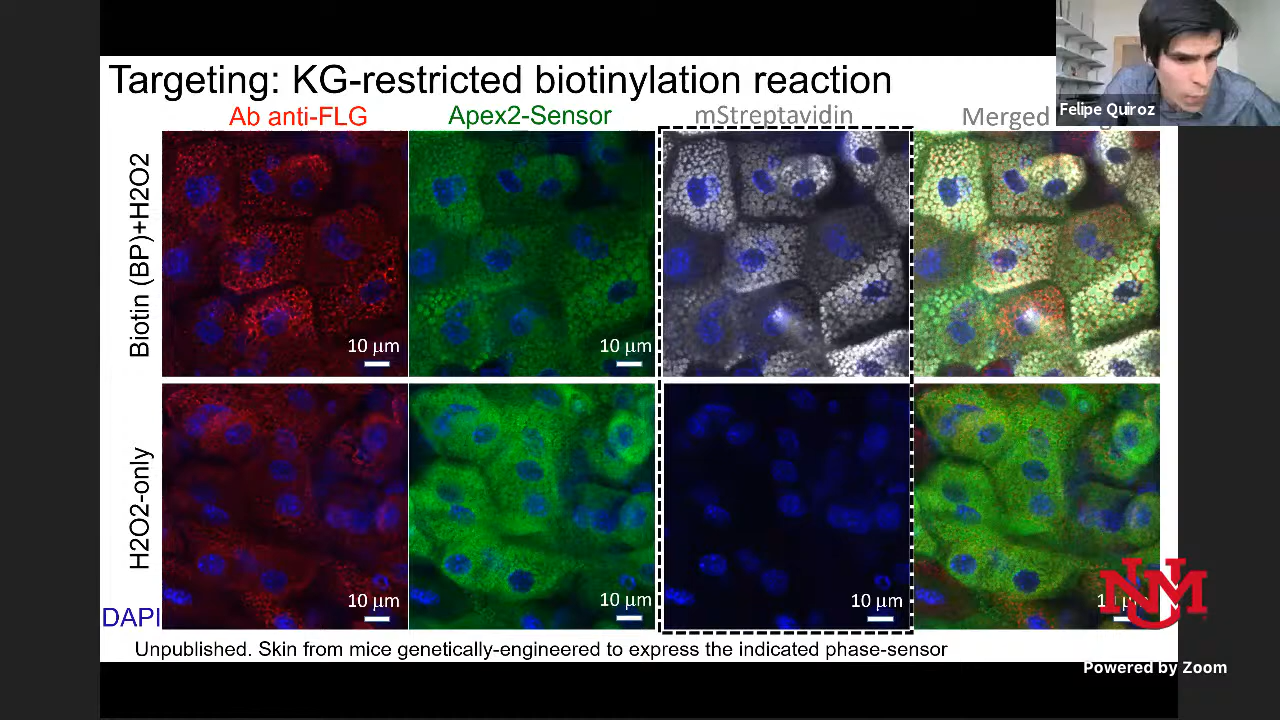 Targeting: KG-restricted biotinylation reaction
Felipe Quiroz
Ab anti-FLG
Apex2-Sensor
mStreptavidin
Merged
Biotin (BP)+H2O2
10 µm
10 µm
H2O2-only
10 µm
10 µm
10 µm
DAPI
UNM
Unpublished. Skin from mice genetically-engineered to express the indicated phase-sensor
Powered by Zoom